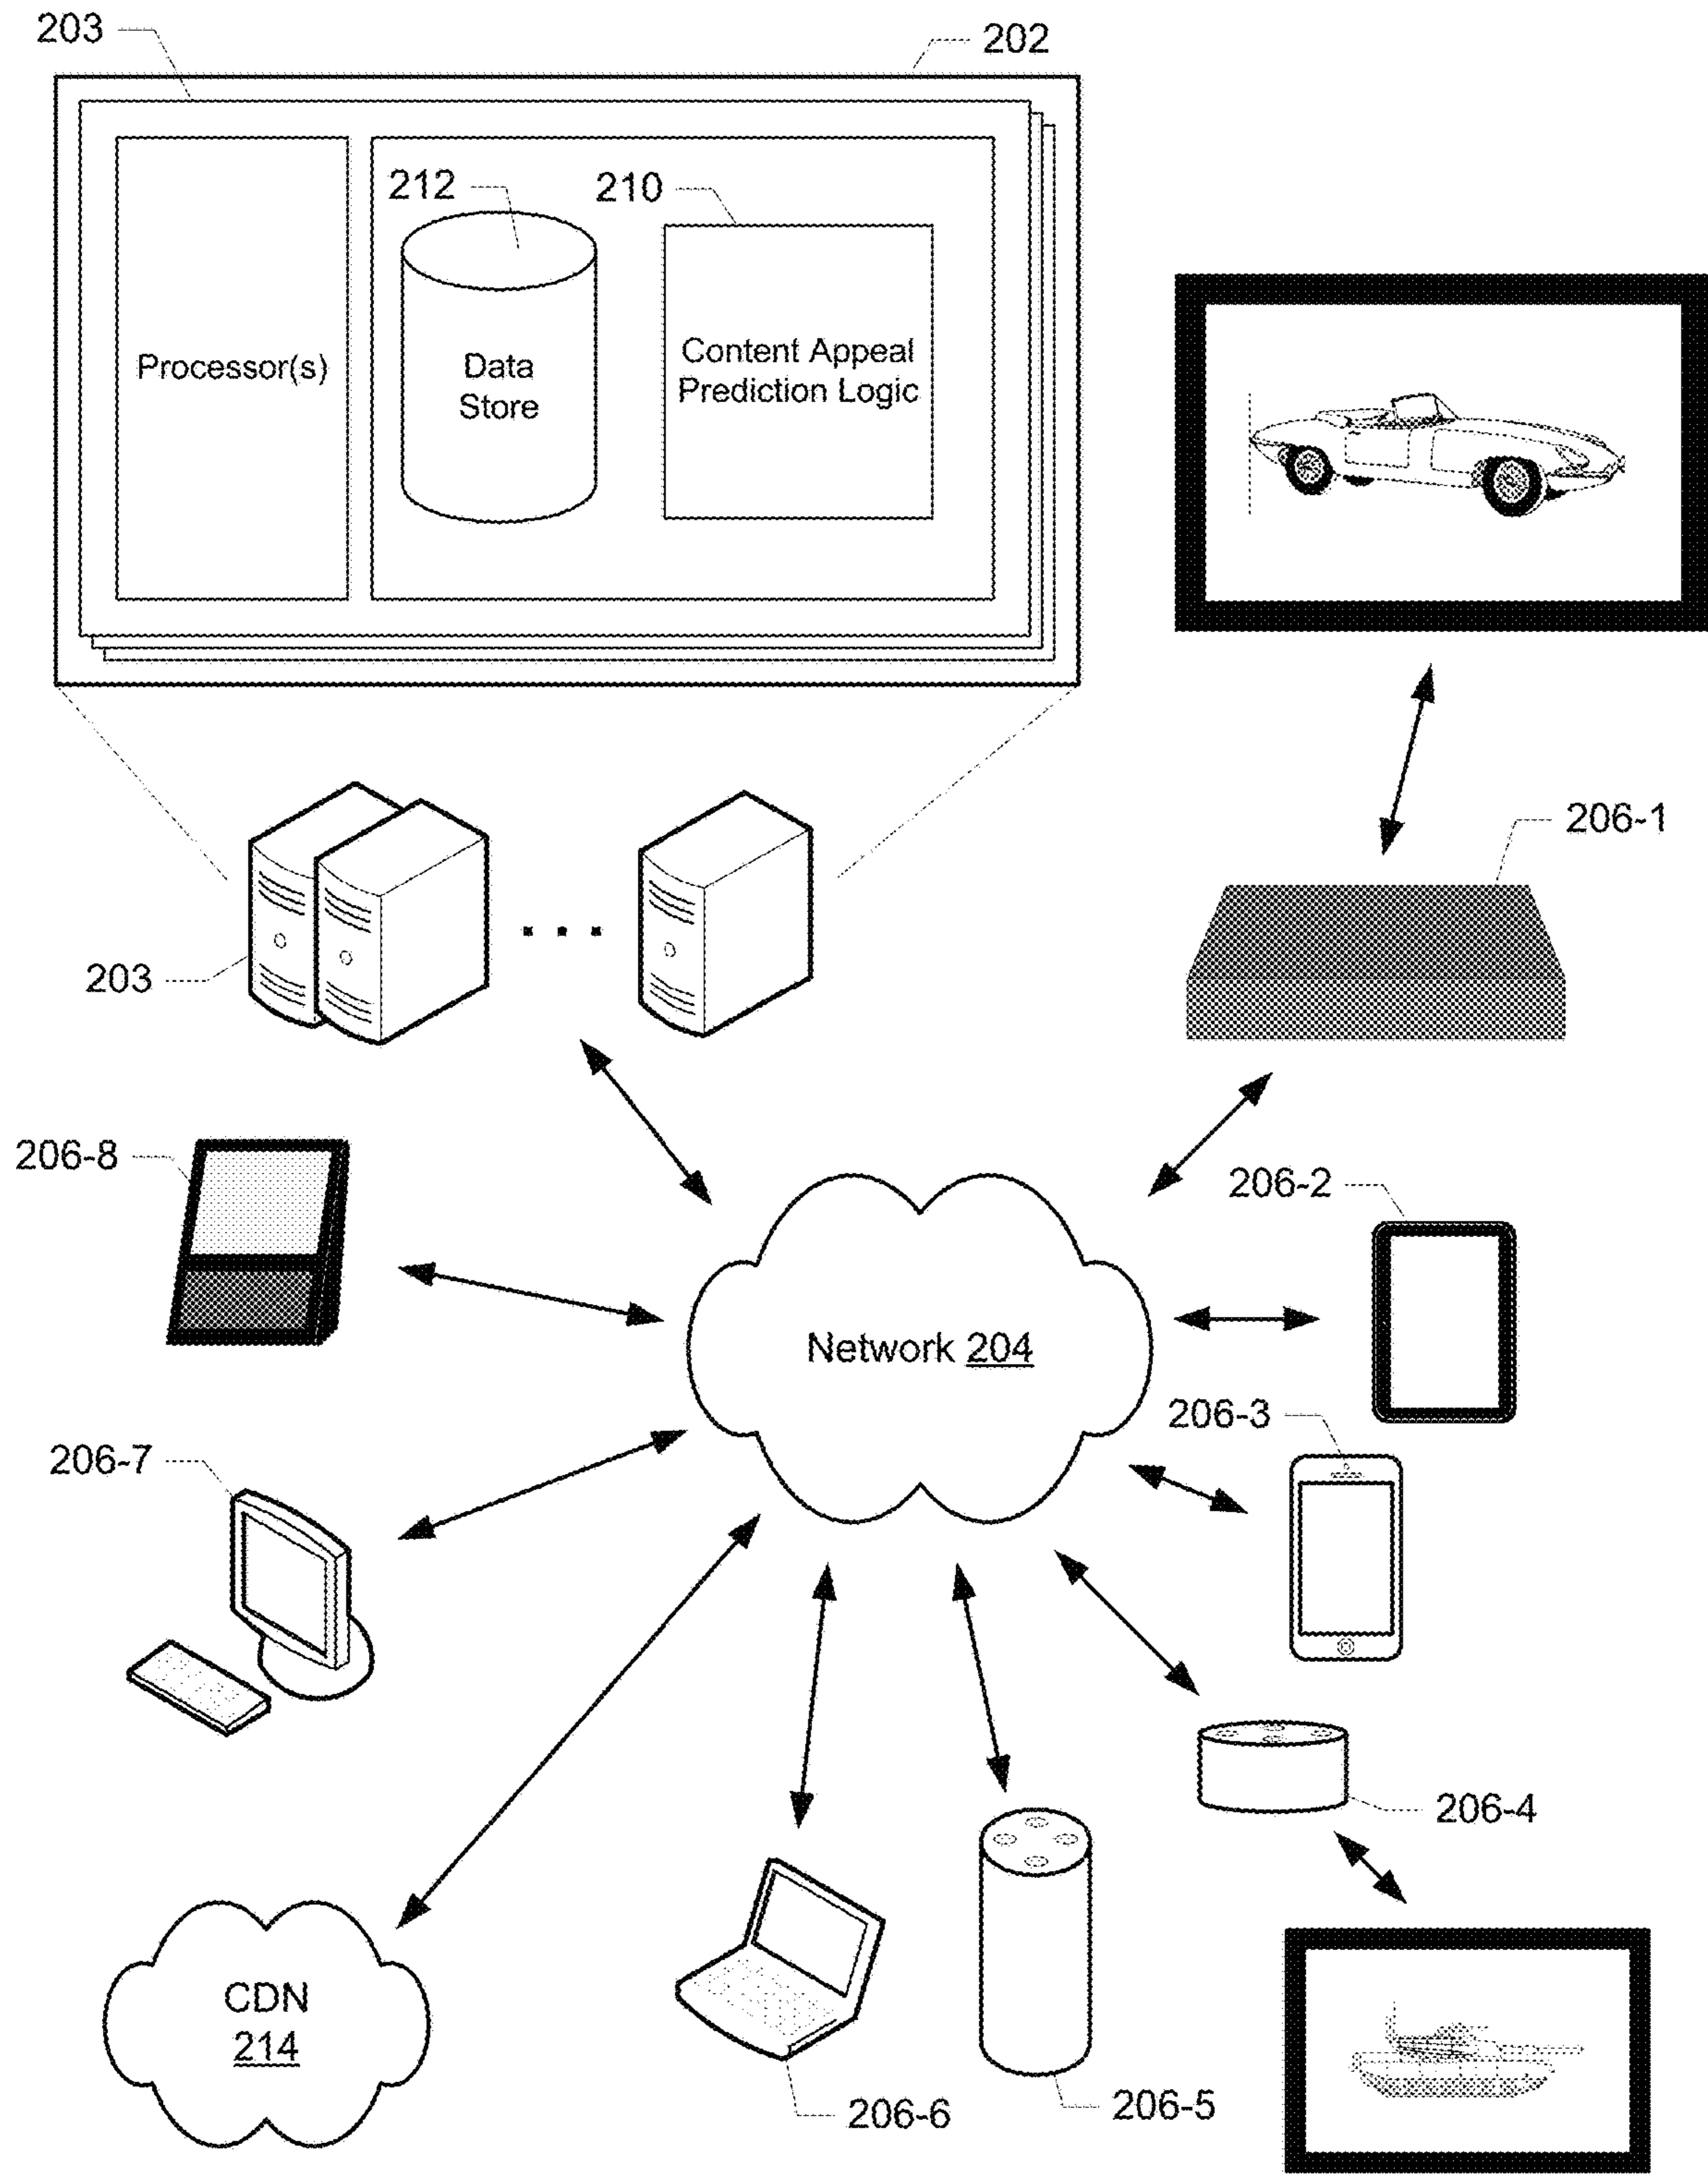 203
202
212
210
Processor(s)
Data
Store
Content Appeal
Prediction Logic
206-1
203
206-8
206-2
Network 204
206-3
206-7
206-4
CDN
214
206-6
206-5